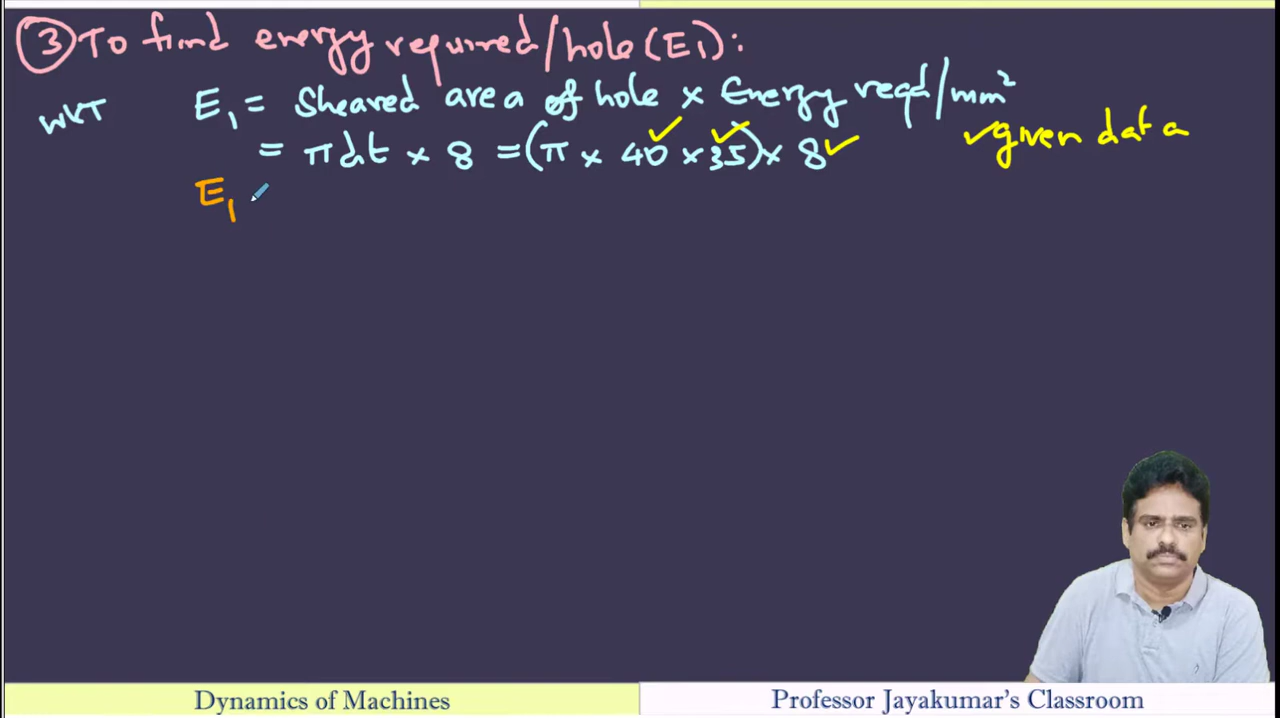 ③ To find energy required/hole (E₁):
WKT E₁ = Sheared area of hole × Energy reqd/mm²
= πdt × 8 = (π × 40 × 35) × 8 given data
E₁
Dynamics of Machines
Professor Jayakumar's Classroom